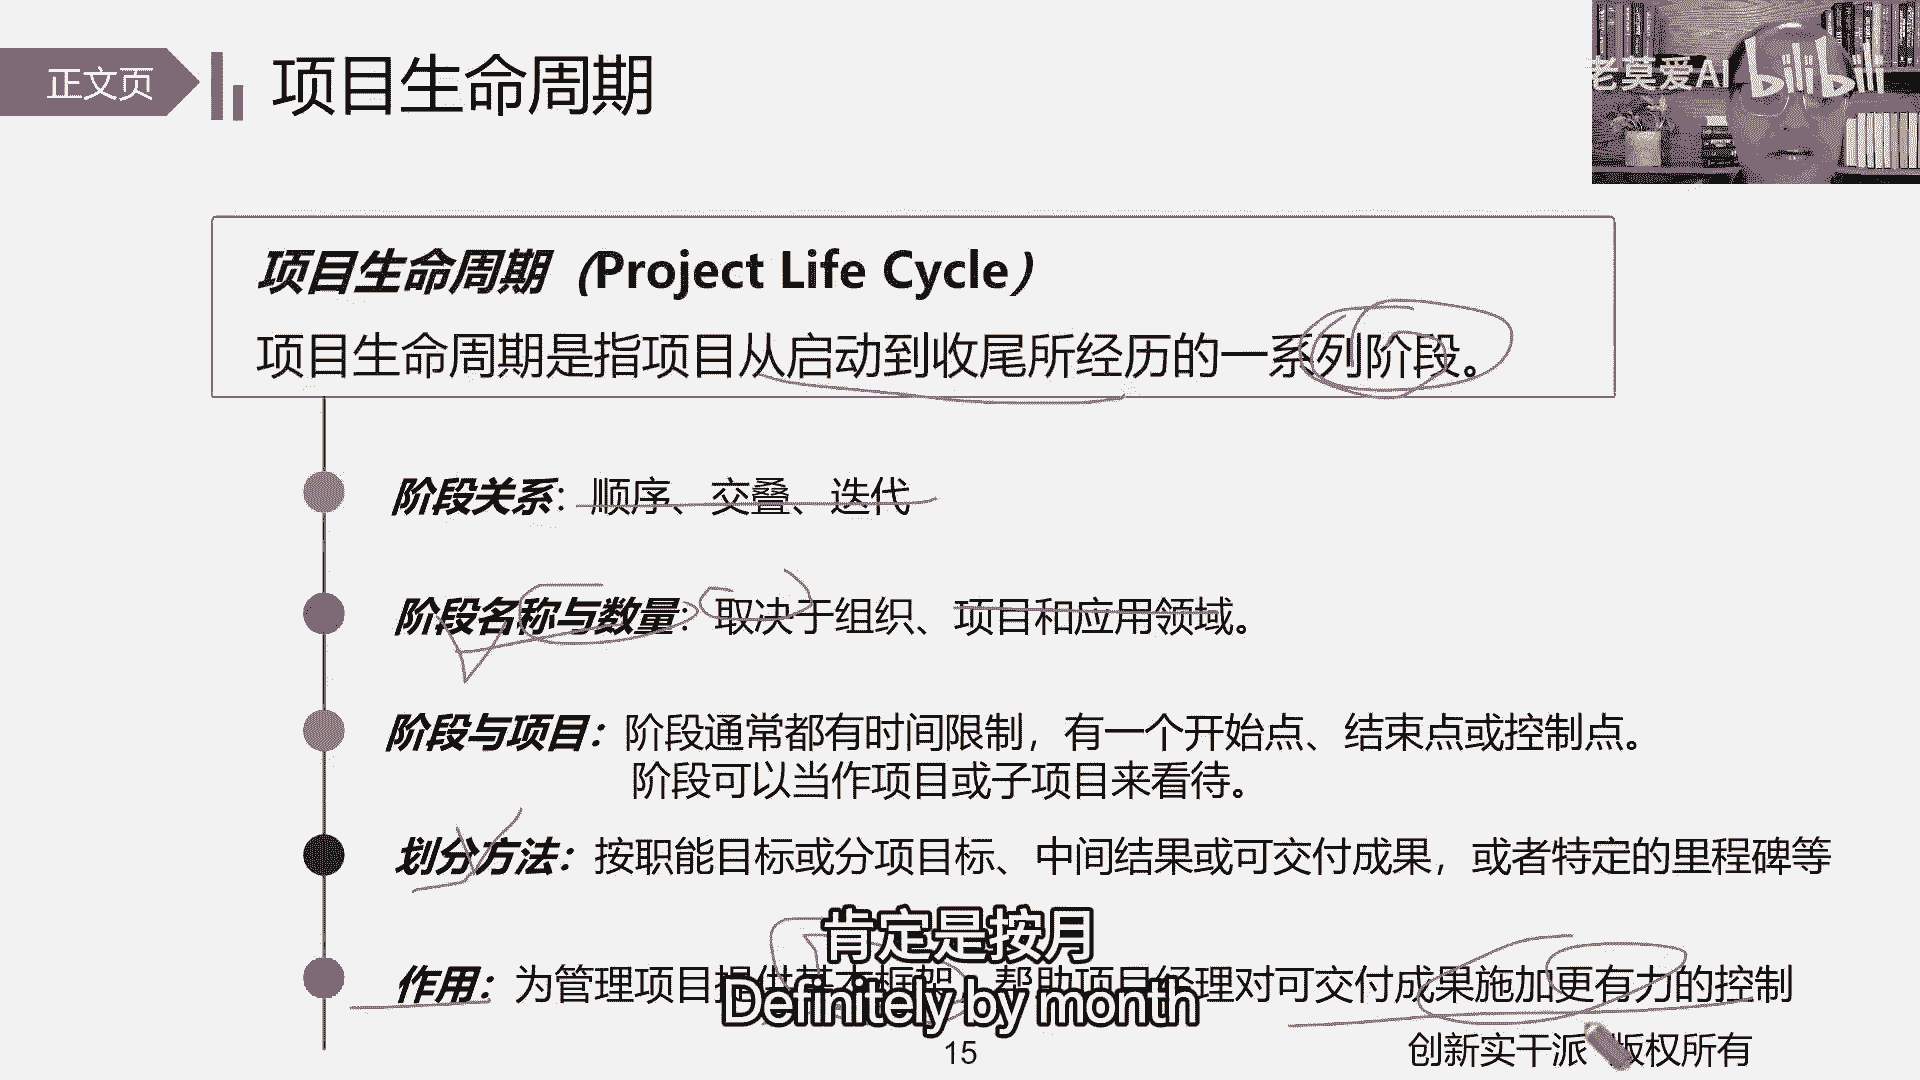 正文页
项目生命周期
老莫爱AI
bilibili
项目生命周期（Project Life Cycle）
项目生命周期是指项目从启动到收尾所经历的一系列阶段。
阶段关系：顺序、交叠、迭代
阶段名称与数量：取决于组织、项目和应用领域。
阶段与项目：阶段通常都有时间限制，有一个开始点、结束点或控制点。
阶段可以当作项目或子项目来看待。
划分方法：按职能目标或分项目标、中间结果或可交付成果，或者特定的里程碑等
作用：为管理项目提供基本框架，帮助项目经理对可交付成果施加更有力的控制
肯定是按月
Definitely by month
15
创新实干派 版权所有